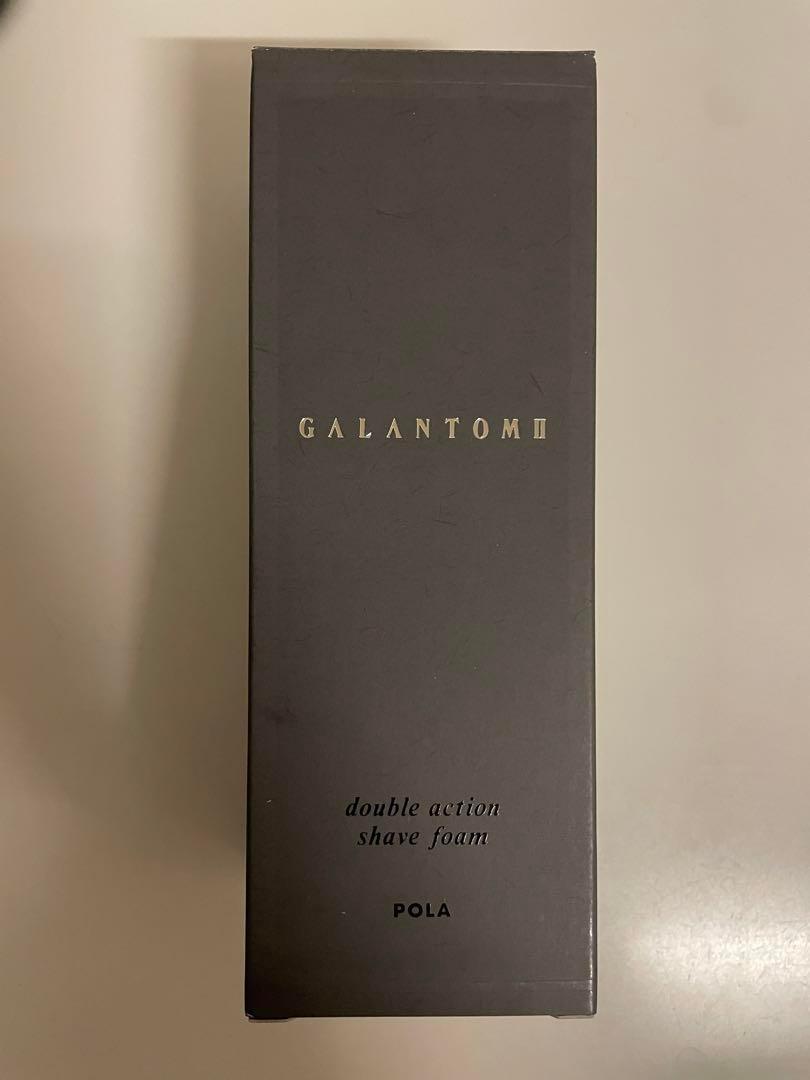 GALANTOM II
double action
shave foam
POLA